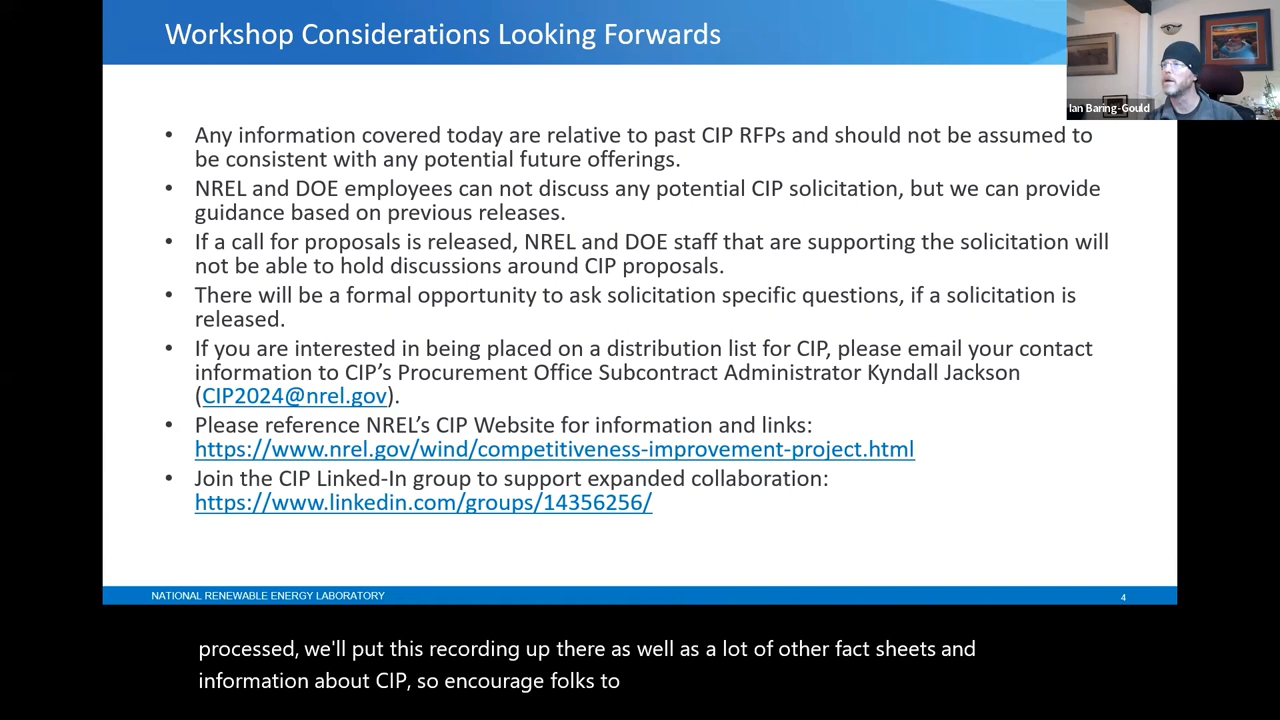 Workshop Considerations Looking Forwards
Ian Baring-Gould
• Any information covered today are relative to past CIP RFPs and should not be assumed to
be consistent with any potential future offerings.
• NREL and DOE employees can not discuss any potential CIP solicitation, but we can provide
guidance based on previous releases.
• If a call for proposals is released, NREL and DOE staff that are supporting the solicitation will
not be able to hold discussions around CIP proposals.
• There will be a formal opportunity to ask solicitation specific questions, if a solicitation is
released.
• If you are interested in being placed on a distribution list for CIP, please email your contact
information to CIP’s Procurement Office Subcontract Administrator Kyndall Jackson
(CIP2024@nrel.gov).
• Please reference NREL’s CIP Website for information and links:
https://www.nrel.gov/wind/competitiveness-improvement-project.html
• Join the CIP Linked-In group to support expanded collaboration:
https://www.linkedin.com/groups/14356256/
NATIONAL RENEWABLE ENERGY LABORATORY
4
processed, we'll put this recording up there as well as a lot of other fact sheets and
information about CIP, so encourage folks to